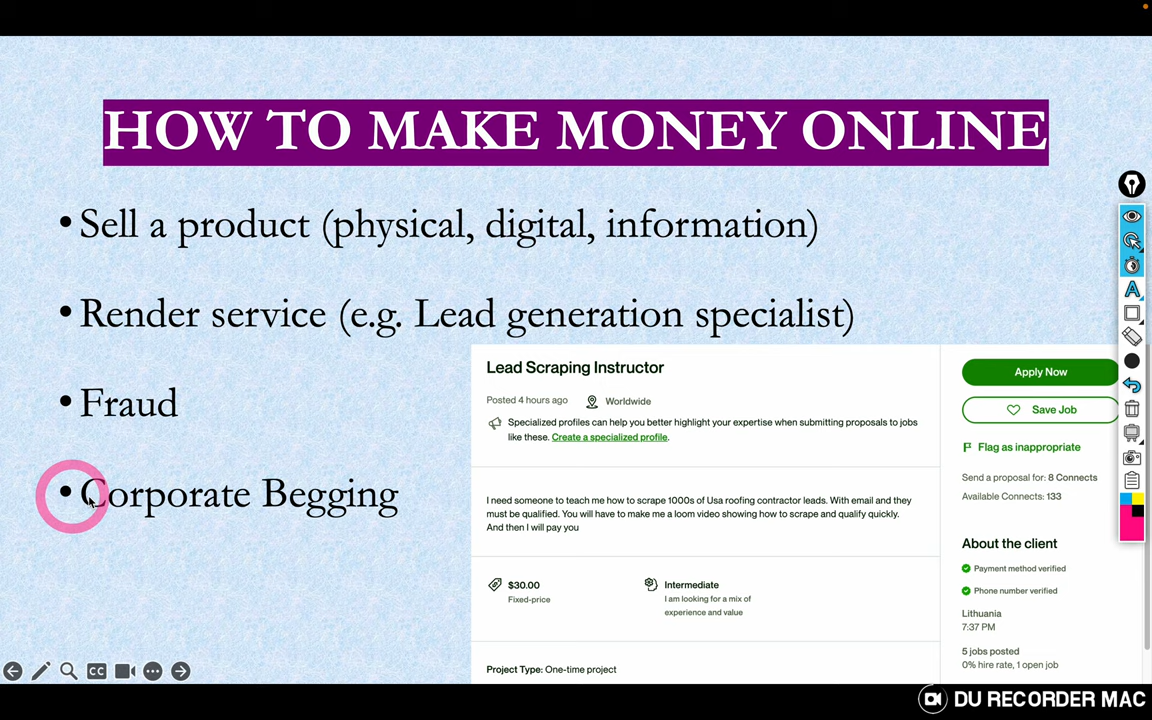 HOW TO MAKE MONEY ONLINE
• Sell a product (physical, digital, information)
• Render service (e.g. Lead generation specialist)
• Fraud
• Corporate Begging
Lead Scraping Instructor
Posted 4 hours ago Worldwide
Specialized profiles can help you better highlight your expertise when submitting proposals to jobs
like these. Create a specialized profile.
I need someone to teach me how to scrape 1000s of Usa roofing contractor leads. With email and they
must be qualified. You will have to make me a loom video showing how to scrape and qualify quickly.
And then I will pay you
$30.00
Fixed-price
Intermediate
I am looking for a mix of
experience and value
Project Type: One-time project
Apply Now
Save Job
Flag as inappropriate
Send a proposal for: 8 Connects
Available Connects: 133
About the client
Payment method verified
Phone number verified
Lithuania
7:37 PM
5 jobs posted
0% hire rate, 1 open job
A
CC
DU RECORDER MAC